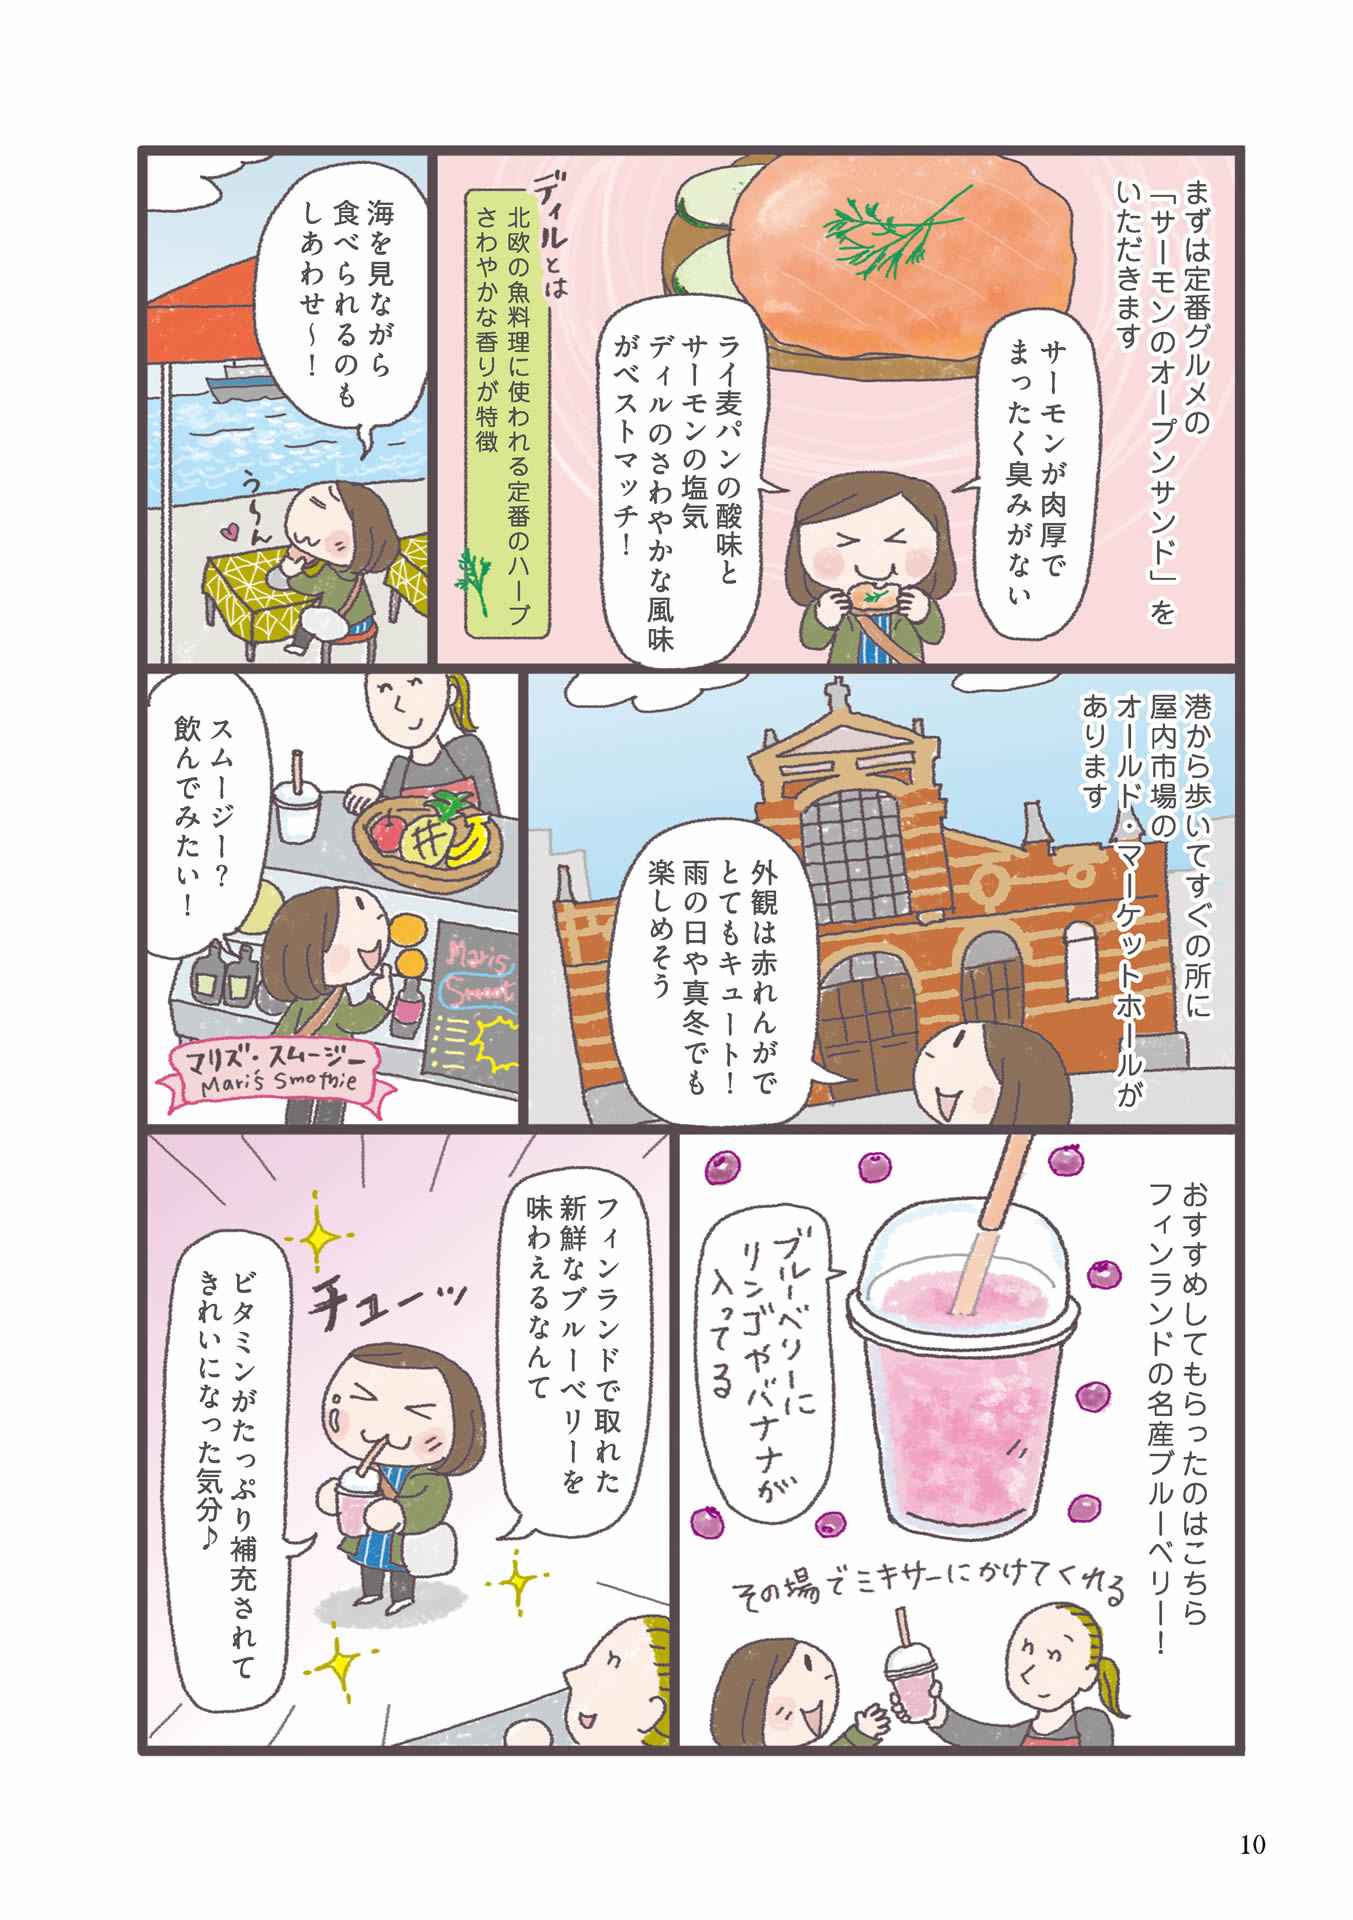 まずは定番グルメの
「サーモンのオープンサンド」を
いただきます
サーモンが肉厚で
まったく臭みがない
ライ麦パンの酸味と
サーモンの塩気
ディルのさわやかな風味
がベストマッチ！
ディルとは
北欧の魚料理に使われる定番のハーブ
さわやかな香りが特徴
海を見ながら
食べられるのも
しあわせ〜！
う〜ん
港から歩いてすぐの所に
屋内市場の
オールド・マーケットホールが
あります
外観は赤れんがで
とてもキュート！
雨の日や真冬でも
楽しめそう
スムージー？
飲んでみたい！
Maris
Smooti
マリズ・スムージー
Mari's Smothie
おすすめしてもらったのはこちら
フィンランドの名産ブルーベリー！
ブルーベリーに
リンゴやバナナが
入ってる
その場でミキサーにかけてくれる
フィンランドで取れた
新鮮なブルーベリーを
味わえるなんて
チューッ
ビタミンがたっぷり補充されて
きれいになった気分♪
10